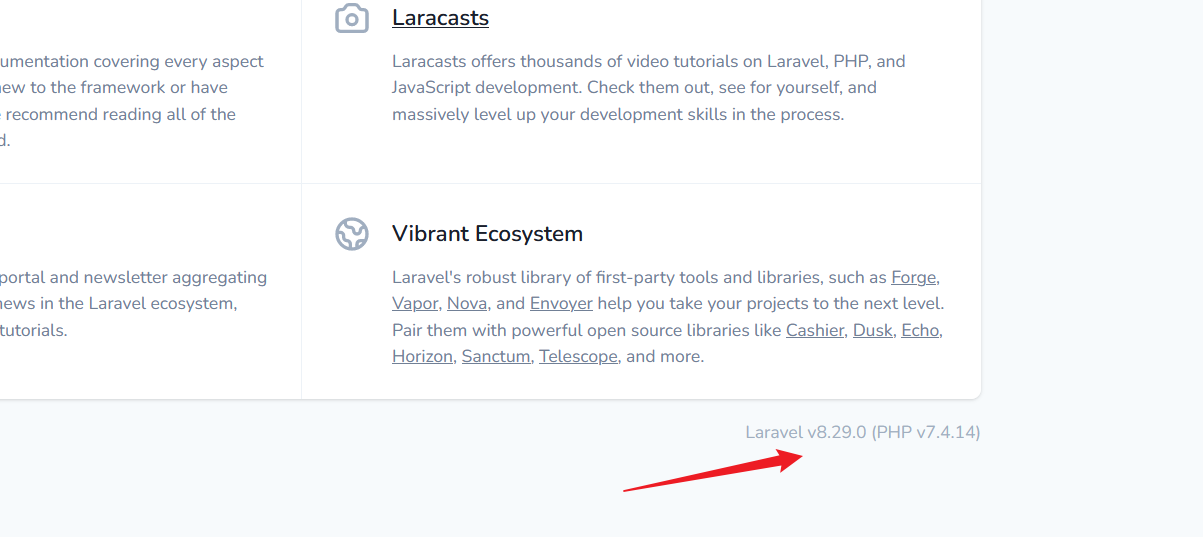 Laracasts
umentation covering every aspect
new to the framework or have
recommend reading all of the
d.
Laracasts offers thousands of video tutorials on Laravel, PHP, and
JavaScript development. Check them out, see for yourself, and
massively level up your development skills in the process.
portal and newsletter aggregating
news in the Laravel ecosystem,
tutorials.
Vibrant Ecosystem
Laravel's robust library of first-party tools and libraries, such as Forge,
Vapor, Nova, and Envoyer help you take your projects to the next level.
Pair them with powerful open source libraries like Cashier, Dusk, Echo,
Horizon, Sanctum, Telescope, and more.
Laravel v8.29.0 (PHP v7.4.14)